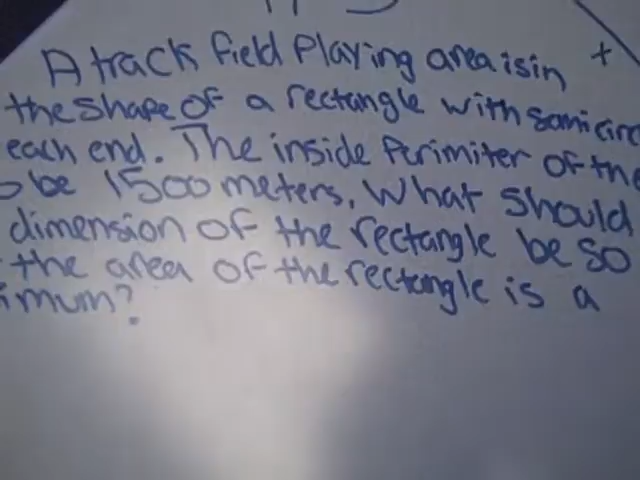 A track field Playing area is in
the shape of a rectangle with
each end. The inside Perimiter of the
be 1500 meters. What should
dimension of the rectangle be so
the area of the rectangle is a
imum?